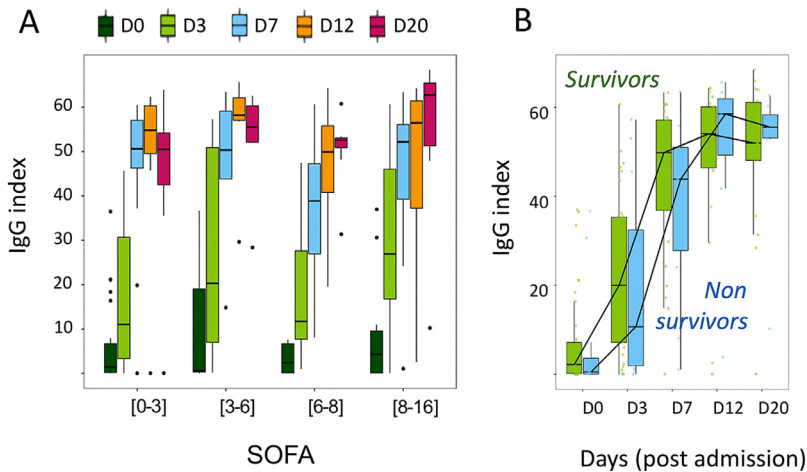 A
D0 D3 D7 D12 D20
IgG index
60
50
40
30
20
10
[0-3] [3-6] [6-8] [8-16]
SOFA
B
Survivors
Non
survivors
IgG index
60
40
20
D0 D3 D7 D12 D20
Days (post admission)